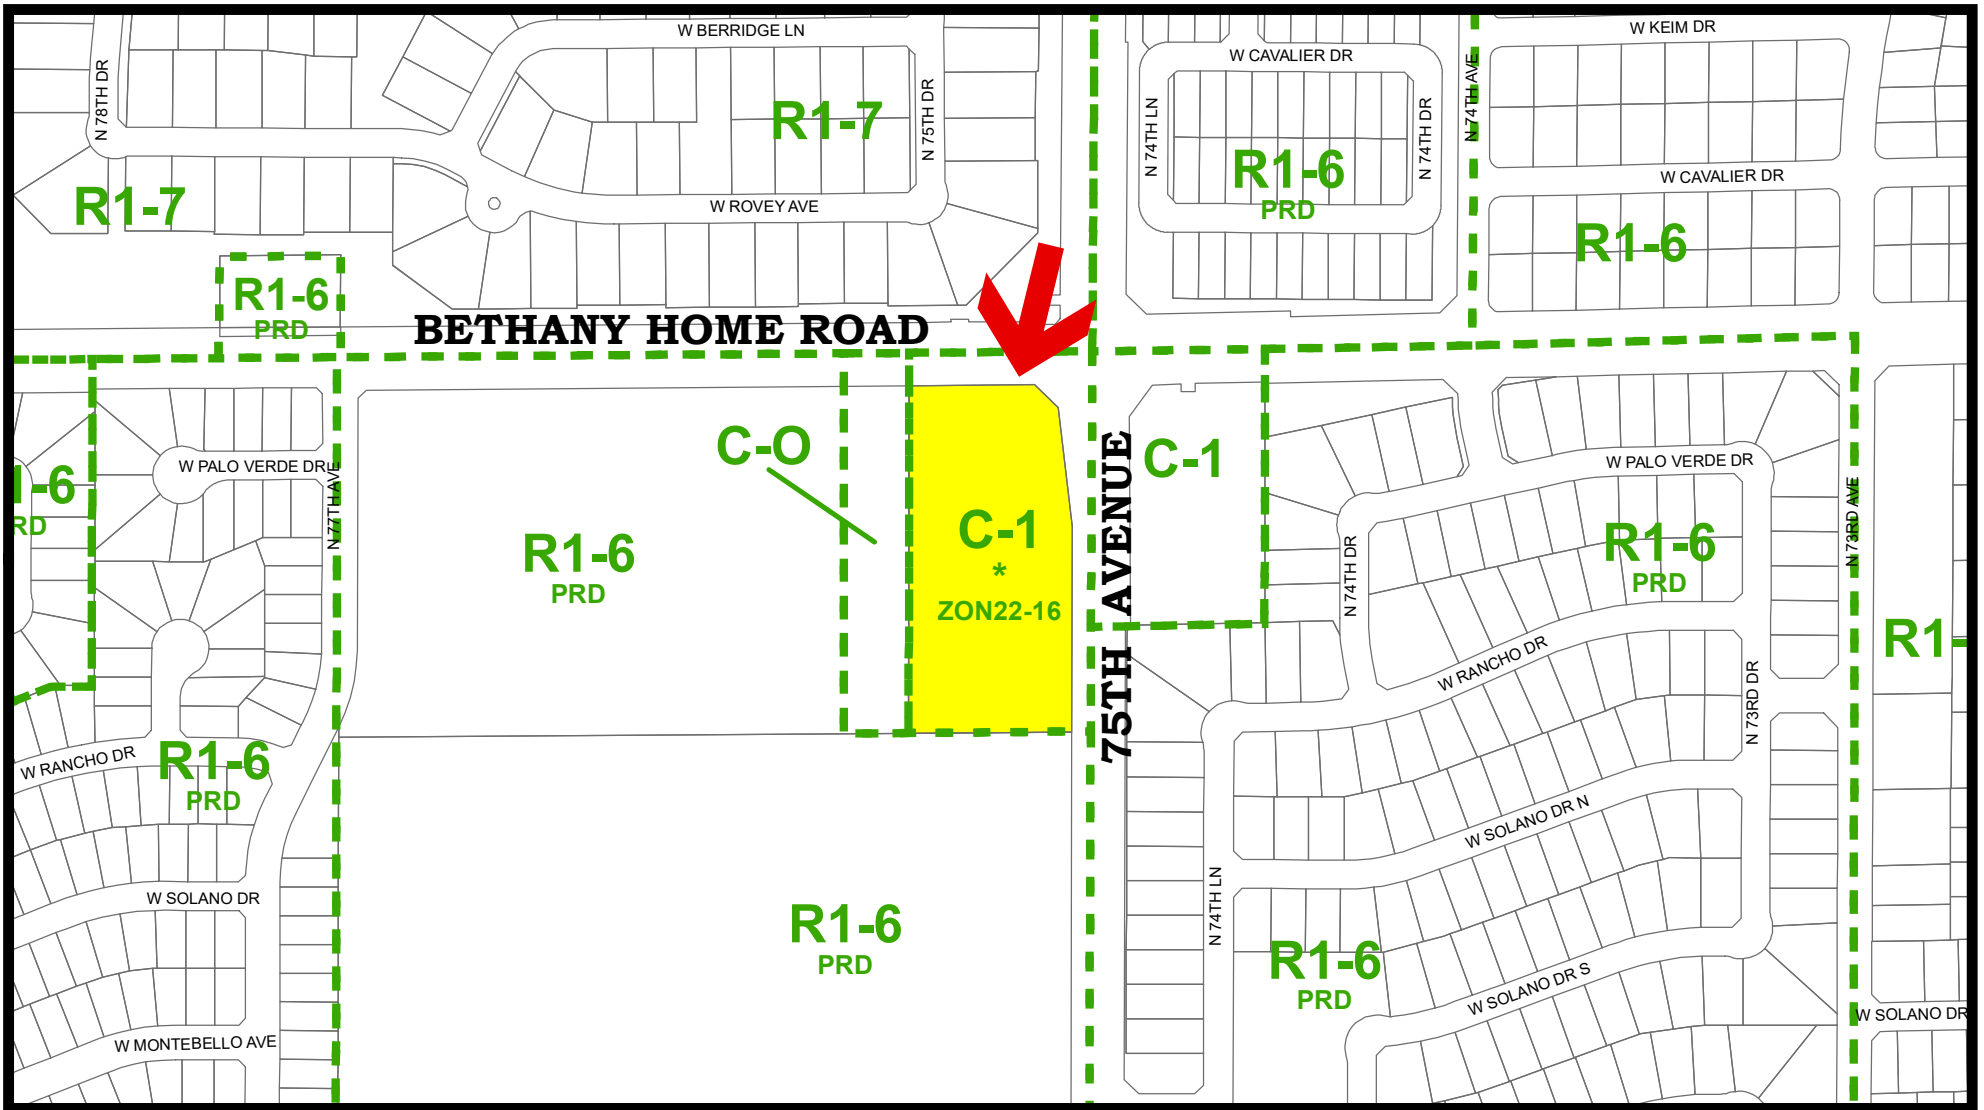 W BERRIDGE LN
W KEIM DR
W CAVALIER DR
N 78TH DR
N 75TH DR
N 74TH LN
N 74TH DR
N 74TH AVE
R1-7
R1-6
PRD
W CAVALIER DR
R1-7
W ROVEY AVE
R1-6
R1-6
PRD
BETHANY HOME ROAD
C-O
C-1
W PALO VERDE DR
N 77TH AVE
W PALO VERDE DR
I-6
RD
R1-6
PRD
C-1
*
ZON22-16
75TH AVENUE
N 74TH DR
R1-6
PRD
N 73RD AVE
R1-
W RANCHO DR
N 73RD DR
W RANCHO DR
R1-6
PRD
W SOLANO DR N
W SOLANO DR
R1-6
PRD
N 74TH LN
R1-6
PRD
W SOLANO DR S
W SOLANO DR
W MONTEBELLO AVE